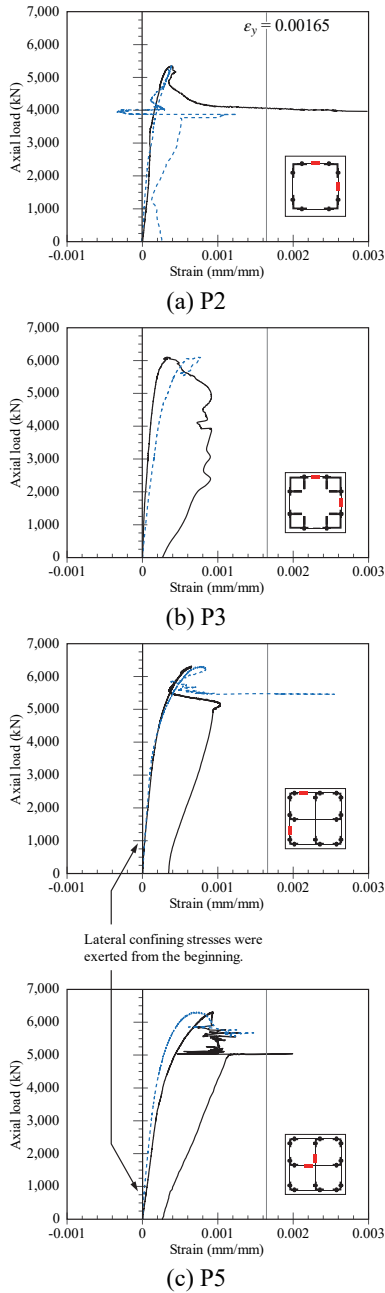 7,000
εy = 0.00165
6,000
5,000
4,000
3,000
2,000
1,000
0
Axial load (kN)
-0.001 0 0.001 0.002 0.003
Strain (mm/mm)
(a) P2
7,000
6,000
5,000
4,000
3,000
2,000
1,000
0
Axial load (kN)
-0.001 0 0.001 0.002 0.003
Strain (mm/mm)
(b) P3
7,000
6,000
5,000
4,000
3,000
2,000
1,000
0
Axial load (kN)
-0.001 0 0.001 0.002 0.003
Strain (mm/mm)
Lateral confining stresses were
exerted from the beginning.
7,000
6,000
5,000
4,000
3,000
2,000
1,000
0
Axial load (kN)
-0.001 0 0.001 0.002 0.003
Strain (mm/mm)
(c) P5